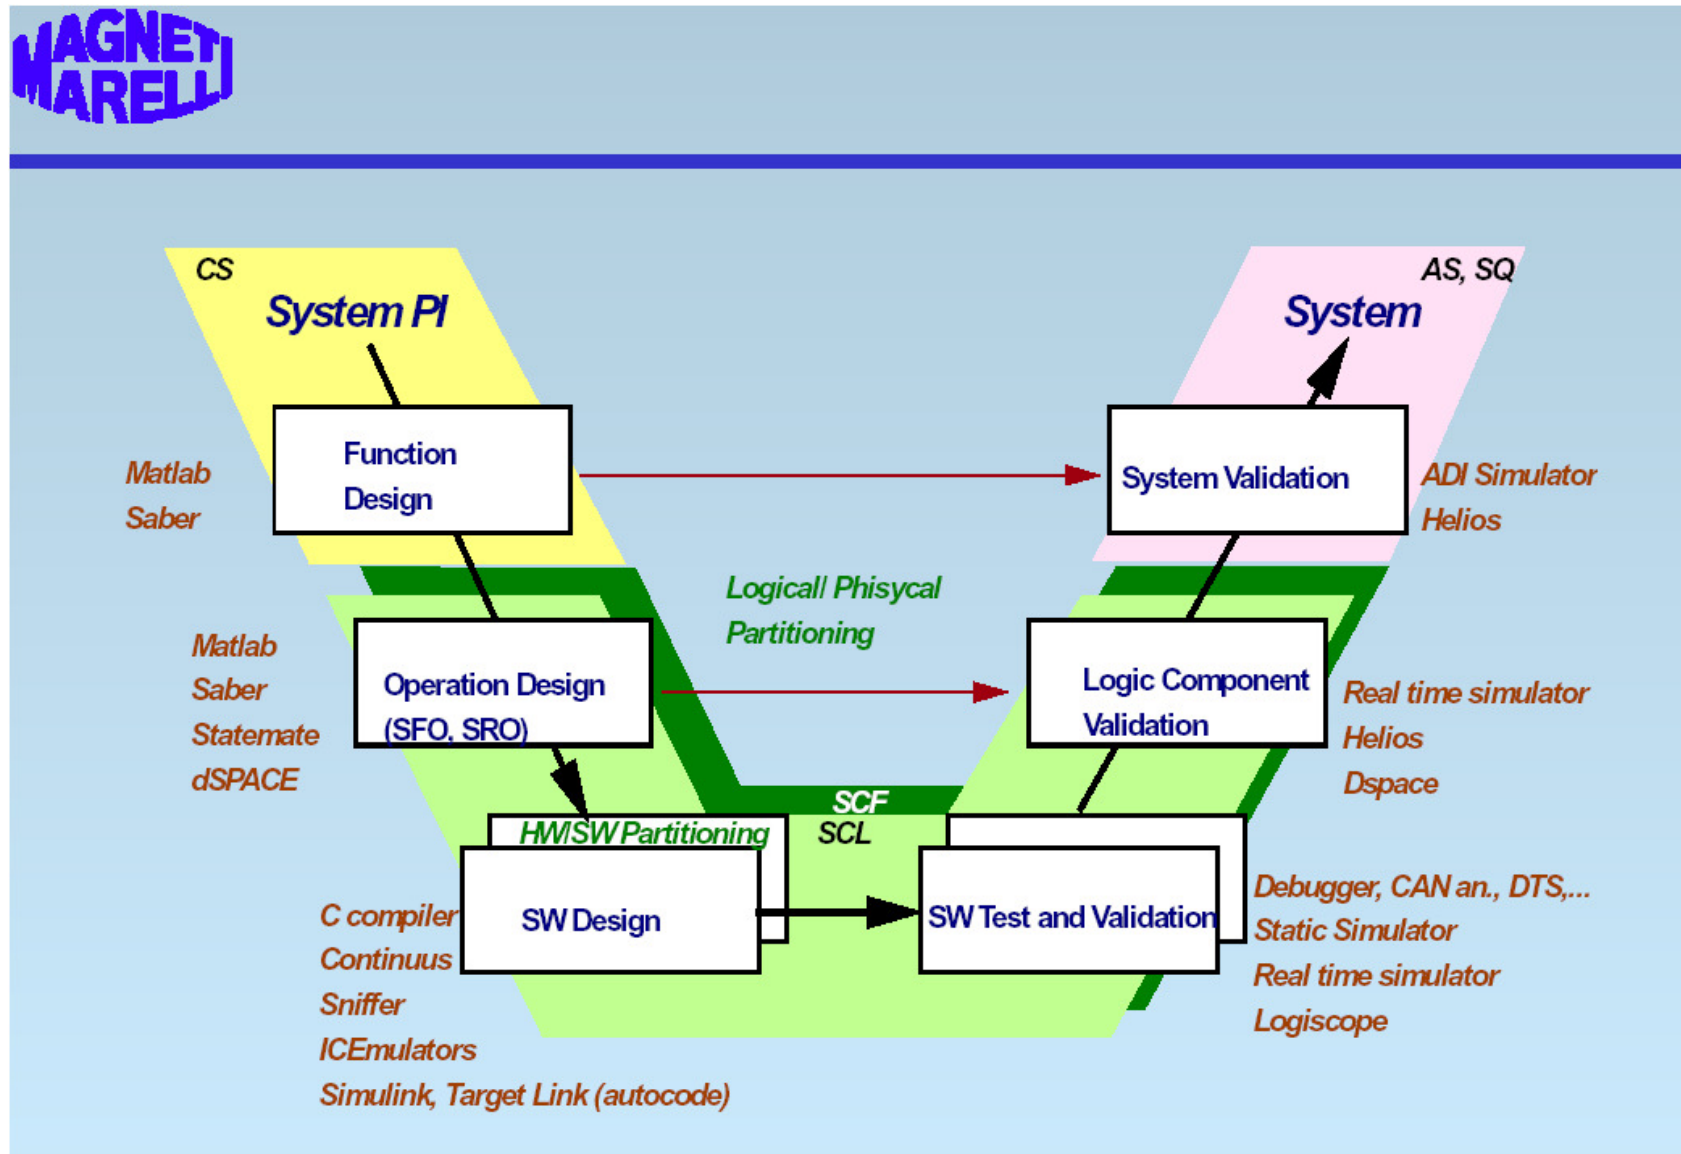 MAGNETI
MARELLI
CS
System PI
AS, SQ
System
Function
Design
System Validation
Matlab
Saber
ADI Simulator
Helios
Logical/ Phisycal
Partitioning
Matlab
Saber
Statemate
dSPACE
Operation Design
(SFO, SRO)
Logic Component
Validation
Real time simulator
Helios
Dspace
SCF
SCL
HW/SW Partitioning
SW Design
SW Test and Validation
C compiler
Continuus
Sniffer
ICEmulators
Simulink, Target Link (autocode)
Debugger, CAN an., DTS,...
Static Simulator
Real time simulator
Logiscope